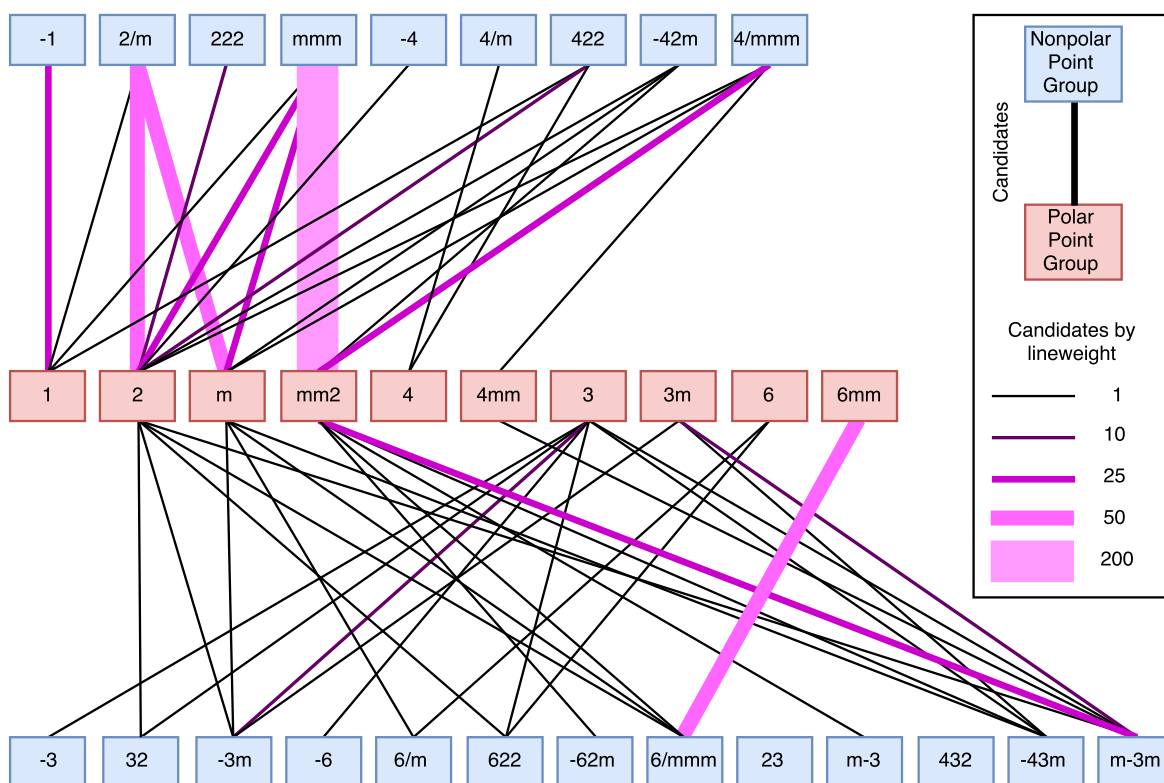 -1 2/m 222 mmm -4 4/m 422 -42m 4/mmm
1 2 m mm2 4 4mm 3 3m 6 6mm
-3 32 -3m -6 6/m 622 -62m 6/mmm 23 m-3 432 -43m m-3m
Nonpolar
Point
Group
Candidates
Polar
Point
Group
Candidates by
lineweight
1
10
25
50
200